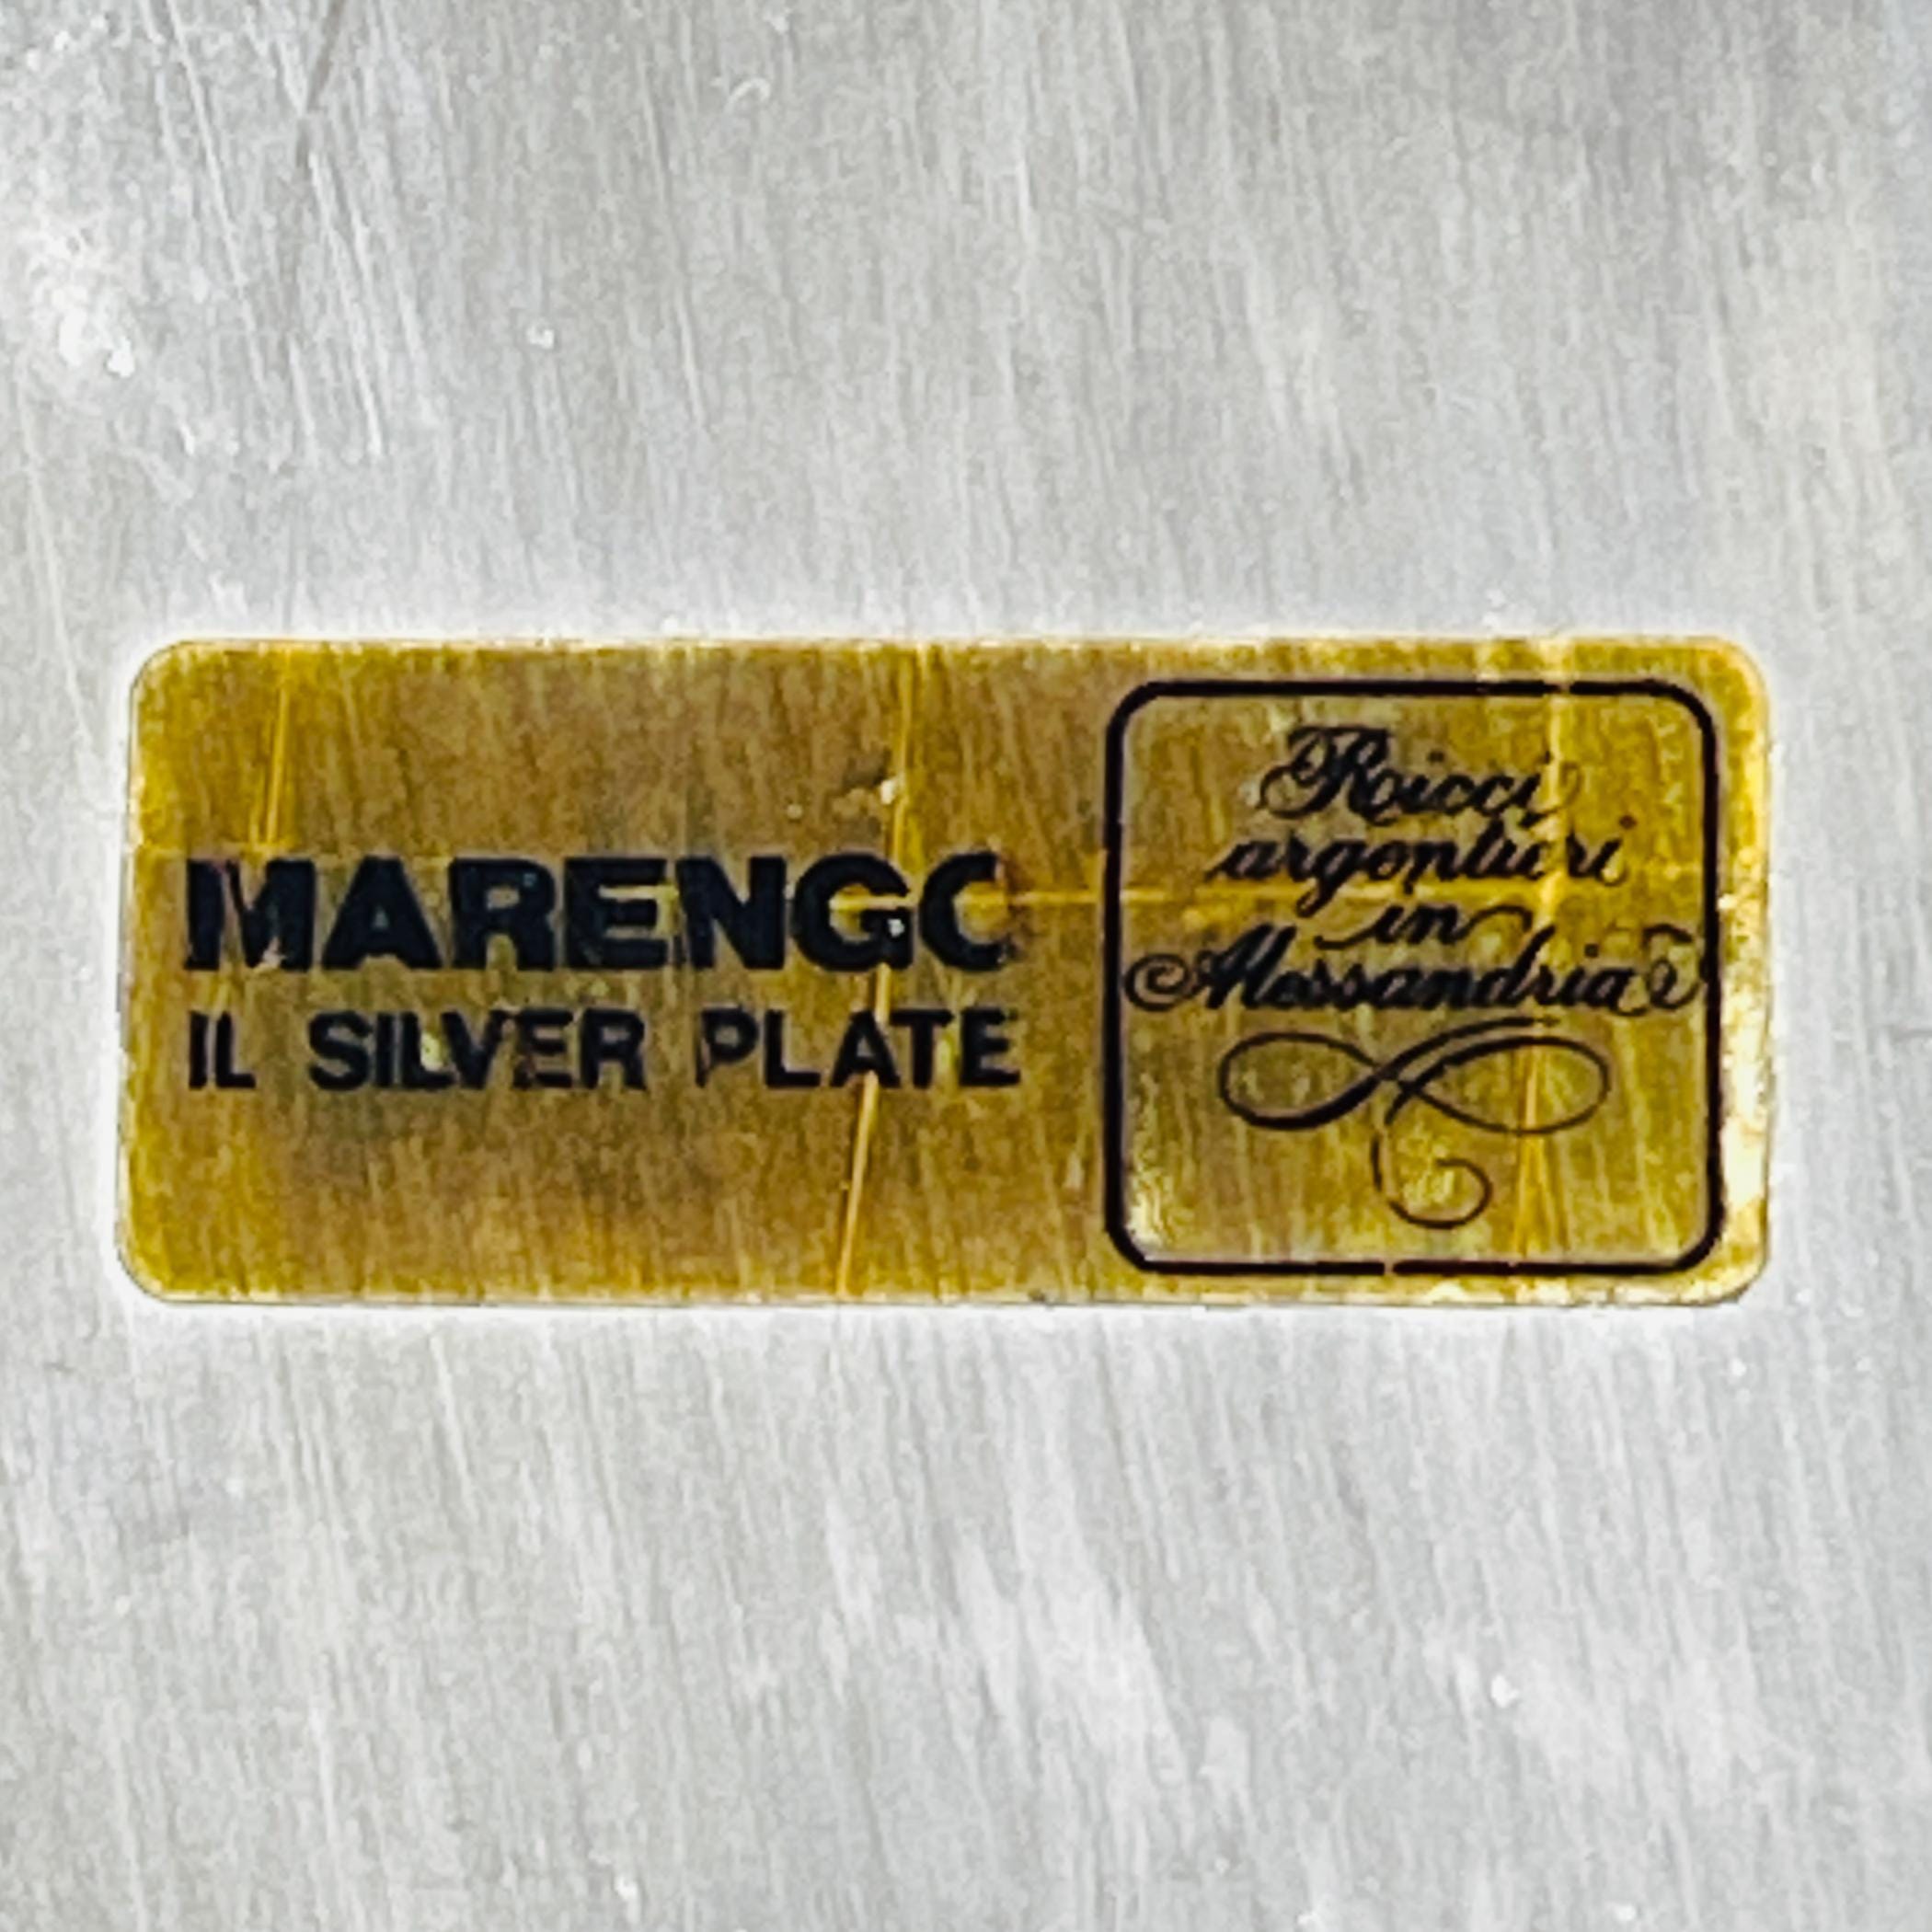 MARENGO
IL SILVER PLATE
Ricci
argentieri
in
Alessandria